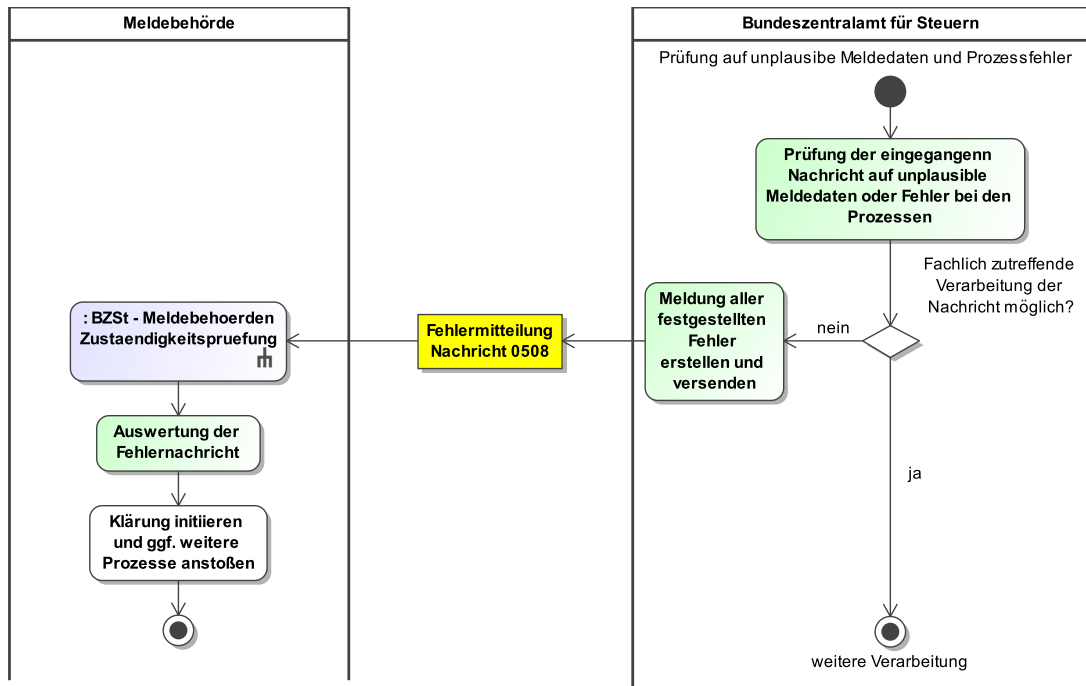 Meldebehörde
Bundeszentralamt für Steuern
Prüfung auf unplausibe Meldedaten und Prozessfehler
Prüfung der eingegangenn
Nachricht auf unplausible
Meldedaten oder Fehler bei den
Prozessen
Fachlich zutreffende
Verarbeitung der
Nachricht möglich?
nein
Meldung aller
festgestellten
Fehler
erstellen und
versenden
Fehlermitteilung
Nachricht 0508
: BZSt - Meldebehoerden
Zustaendigkeitspruefung
Auswertung der
Fehlernachricht
Klärung initiieren
und ggf. weitere
Prozesse anstoßen
ja
weitere Verarbeitung